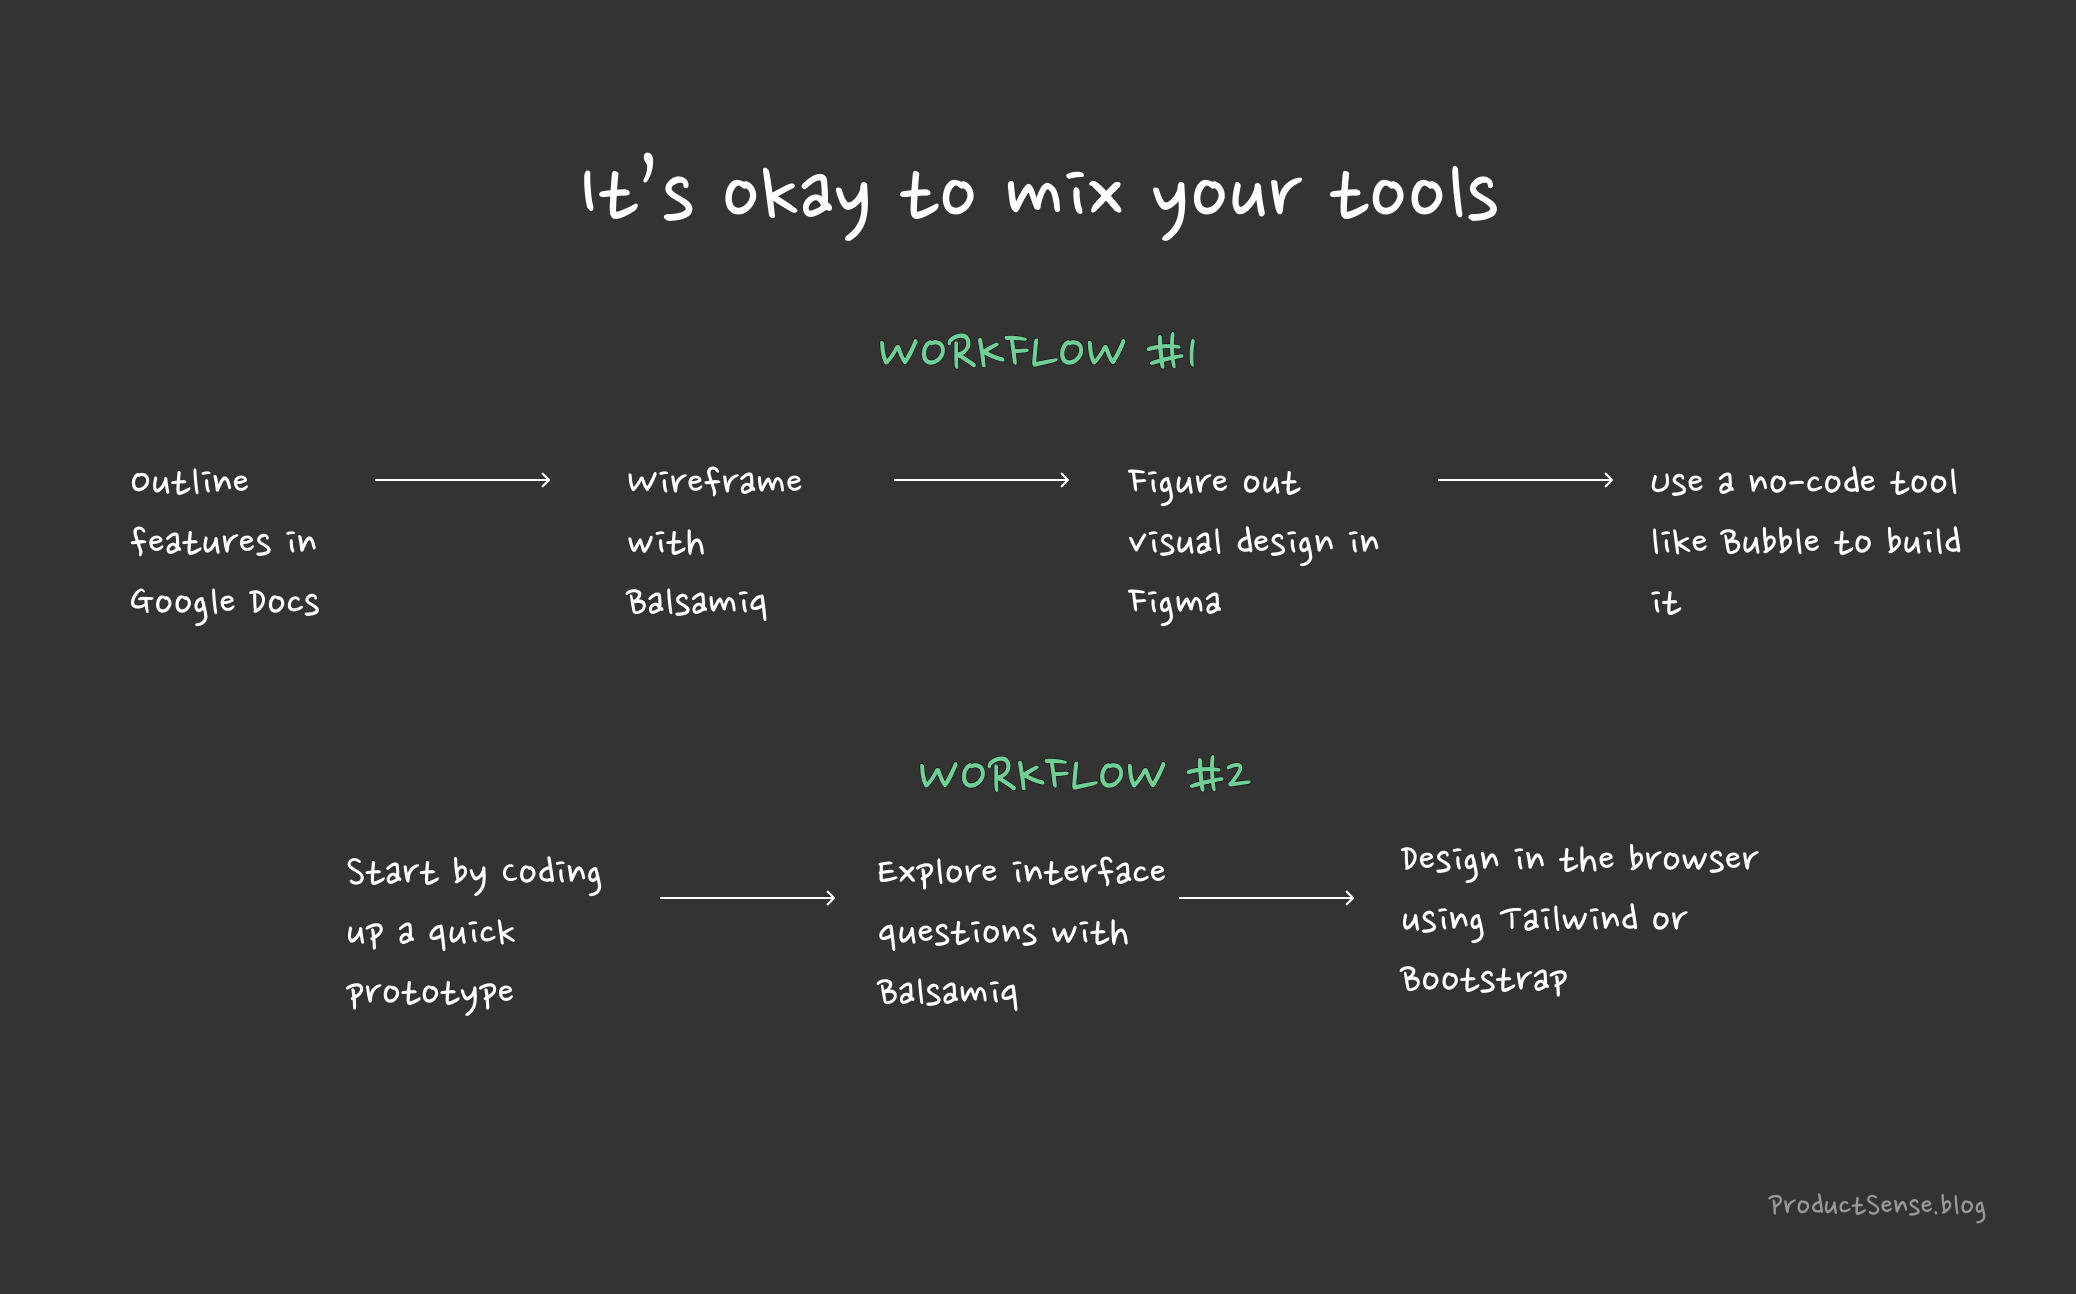 It's okay to mix your tools
WORKFLOW #1
Outline
features in
Google Docs
Wireframe
with
Balsamiq
Figure out
visual design in
Figma
Use a no-code tool
like Bubble to build
it
WORKFLOW #2
Start by coding
up a quick
prototype
Explore interface
questions with
Balsamiq
Design in the browser
using Tailwind or
Bootstrap
ProductSense.blog